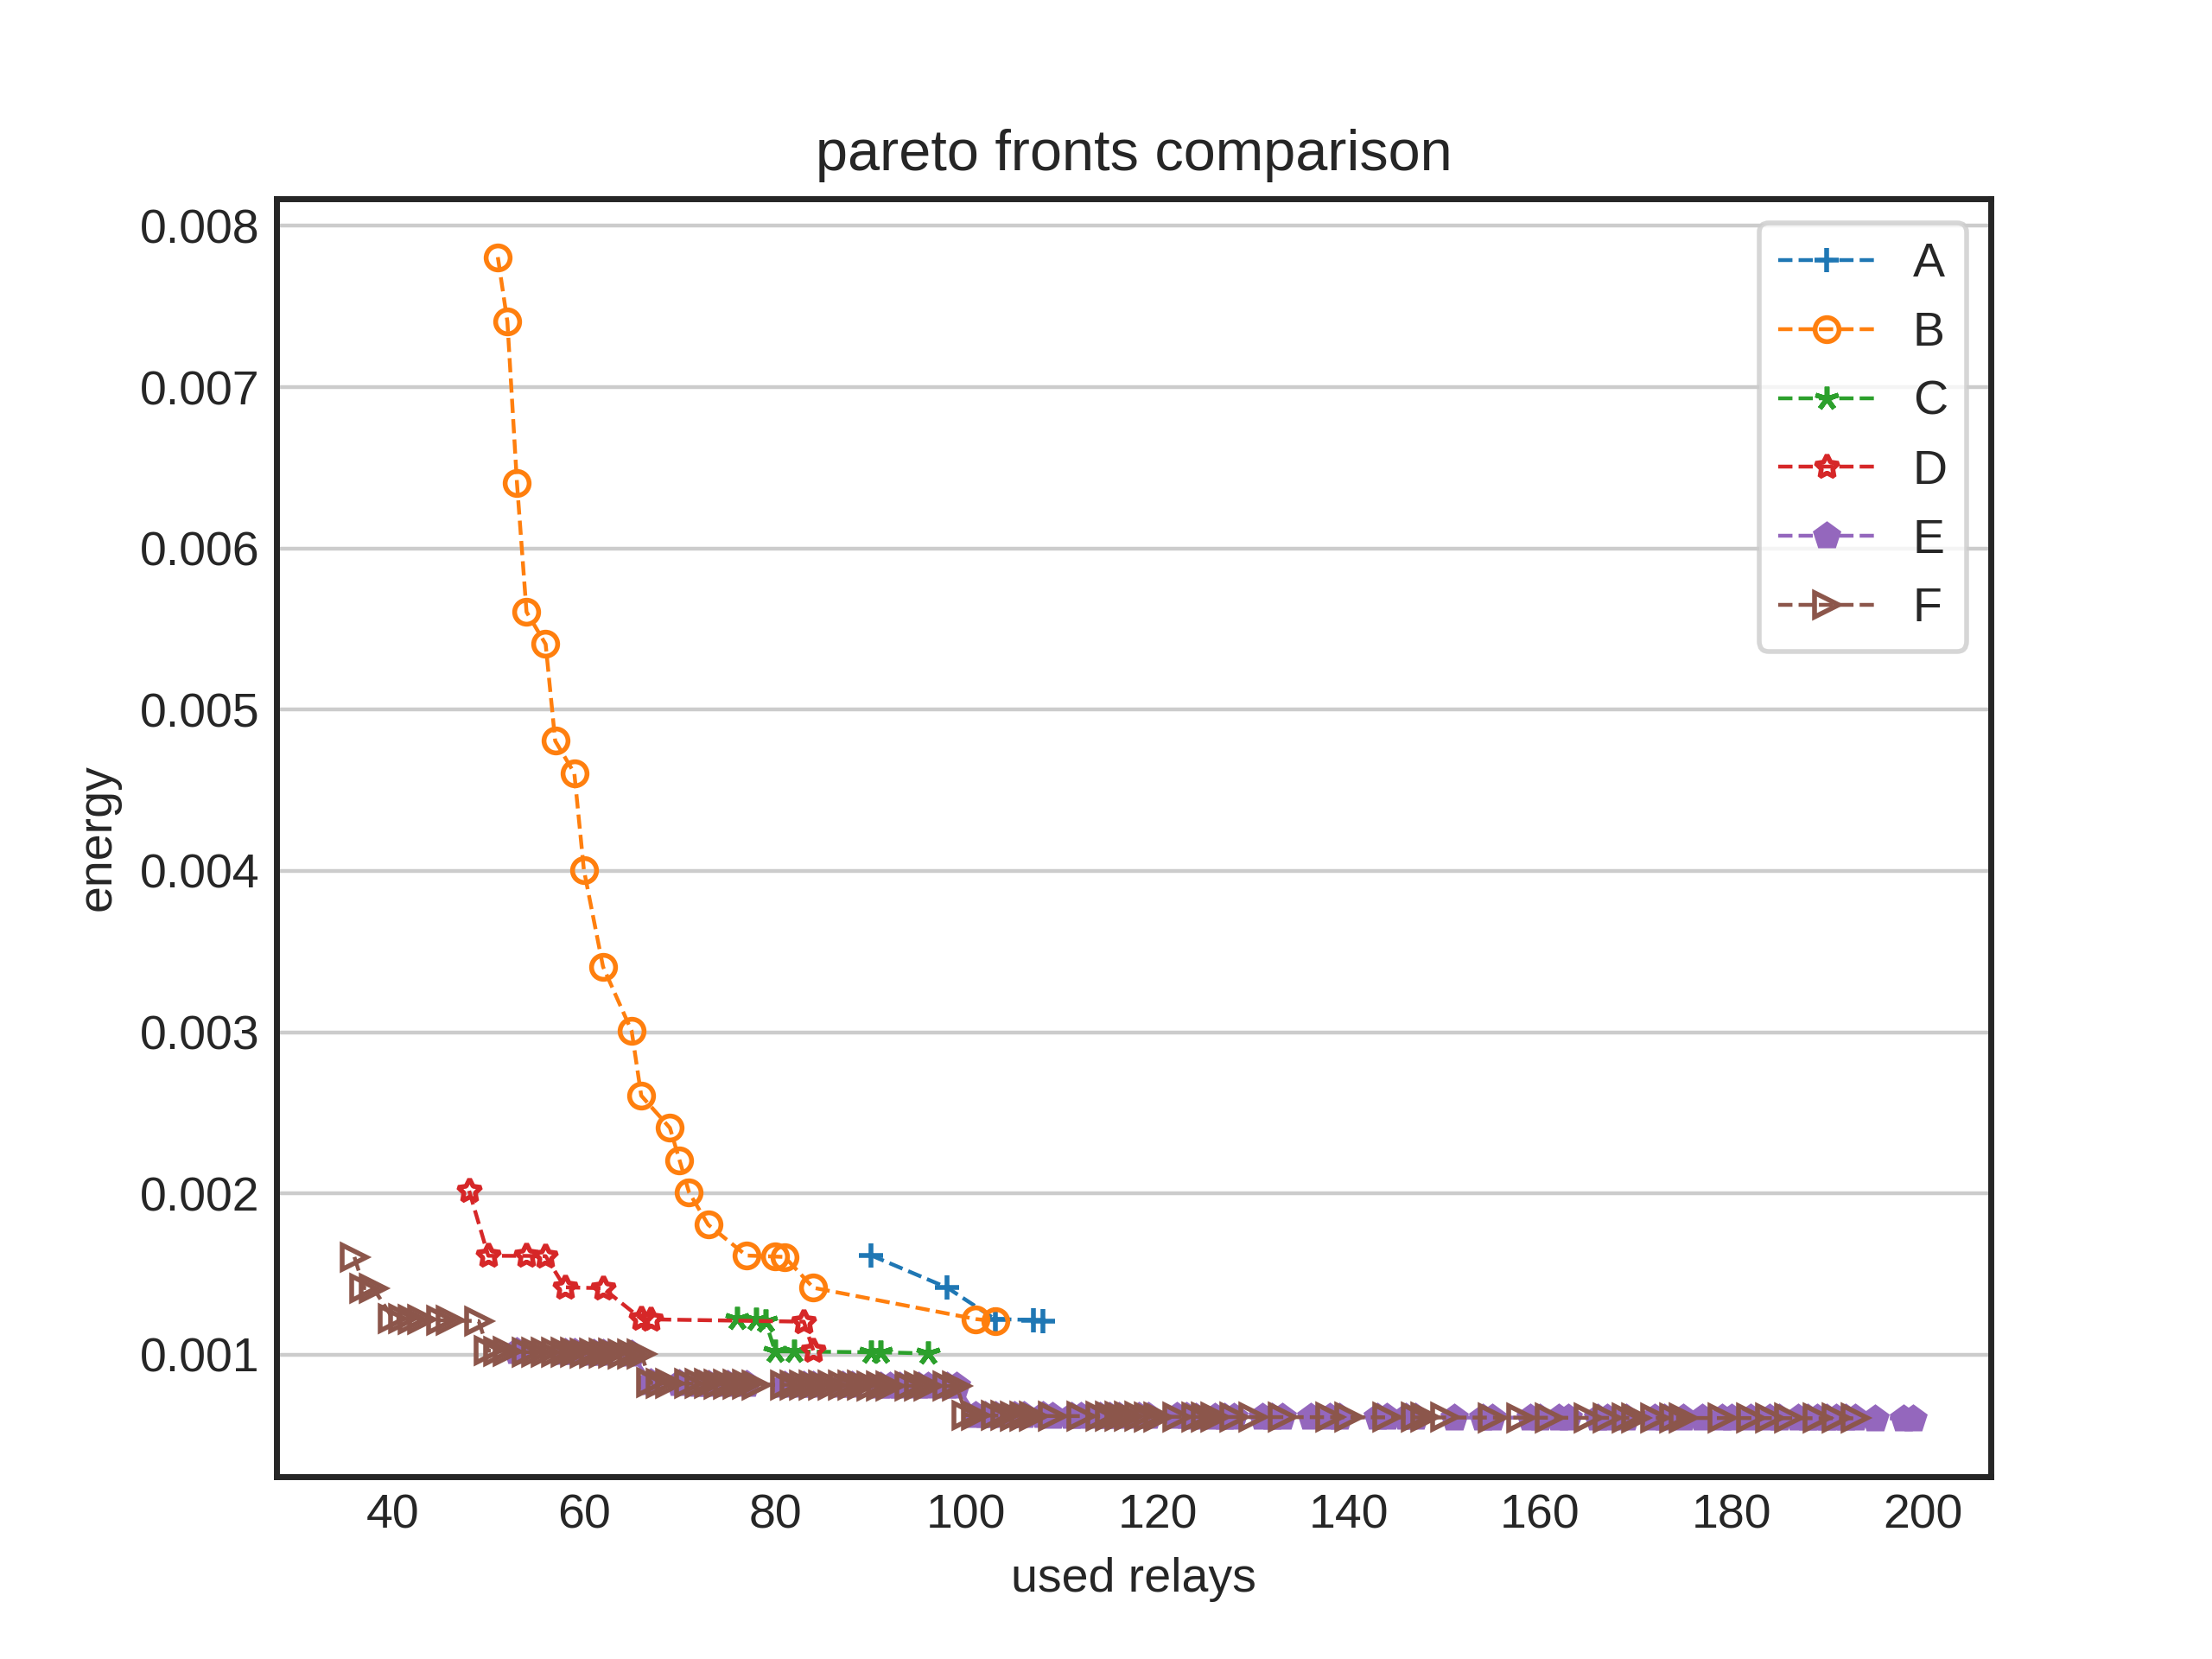 pareto fronts comparison
0.008
0.007
0.006
0.005
0.004
0.003
0.002
0.001
energy
A
B
C
D
E
F
40 60 80 100 120 140 160 180 200
used relays